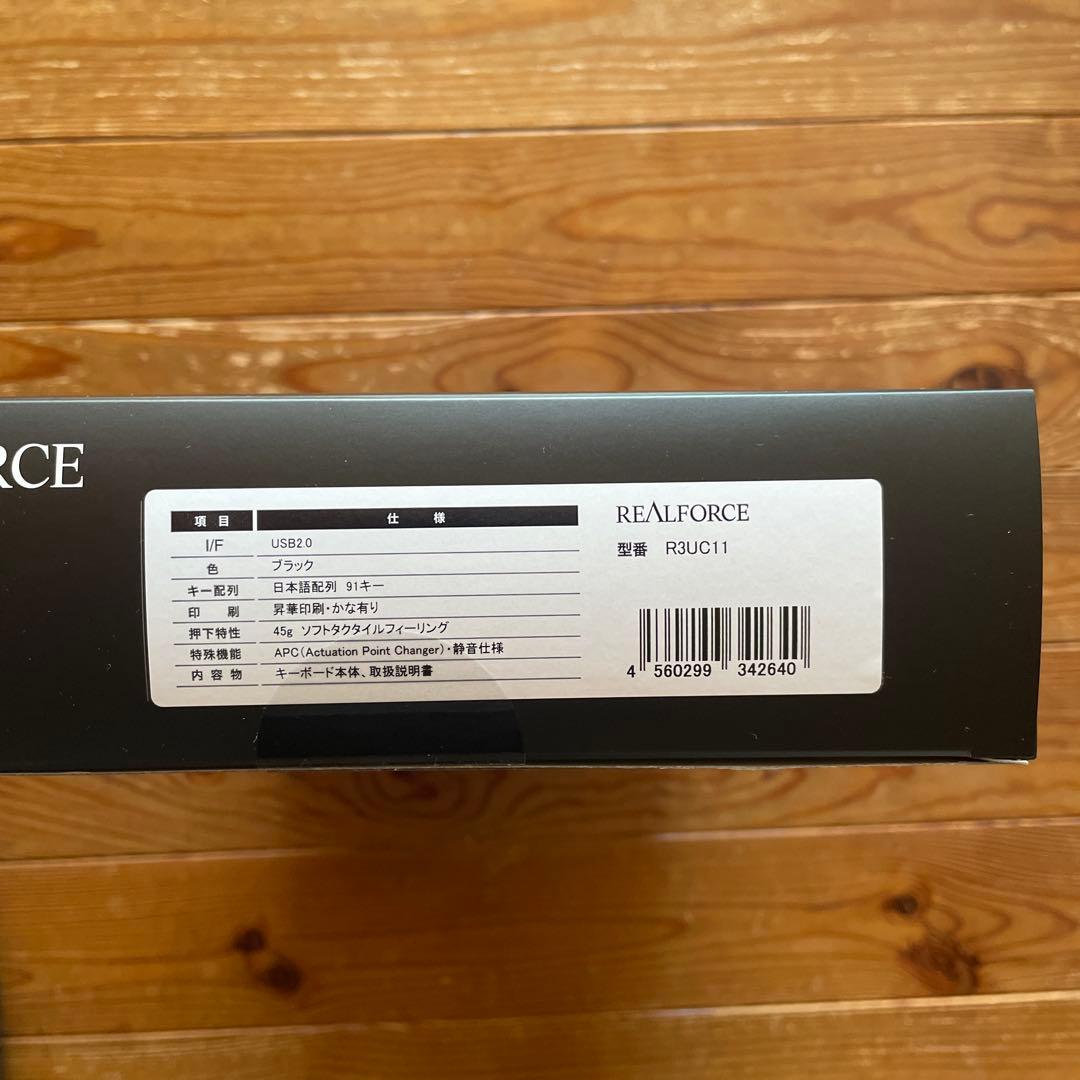 RCE
項目 仕様
I/F USB2.0
色 ブラック
キー配列 日本語配列 91キー
印刷 昇華印刷・かな有り
押下特性 45g ソフトタクタイルフィーリング
特殊機能 APC(Actuation Point Changer)・静音仕様
内容物 キーボード本体、取扱説明書
REALFORCE
型番 R3UC11
4 560299 342640